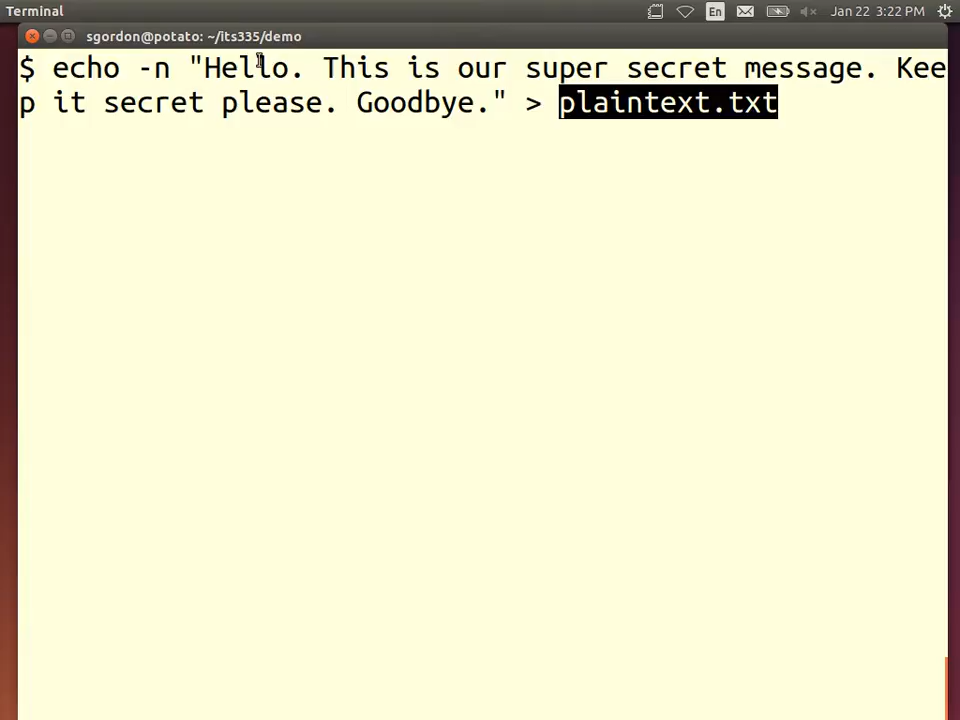 Terminal
En
Jan 22 3:22 PM
sgordon@potato: ~/its335/demo
$ echo -n "Hello. This is our super secret message. Kee
p it secret please. Goodbye." > plaintext.txt